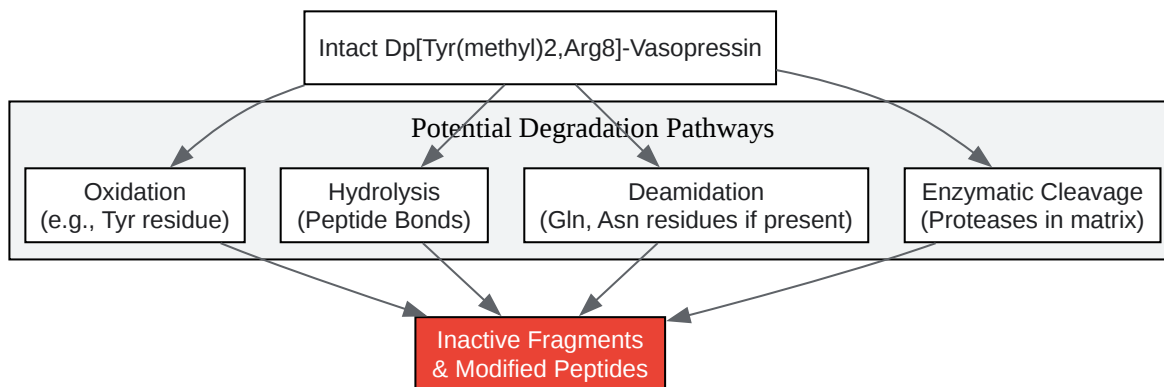 Intact Dp[Tyr(methyl)2,Arg8]-Vasopressin
Potential Degradation Pathways
Oxidation
(e.g., Tyr residue)
Hydrolysis
(Peptide Bonds)
Deamidation
(Gln, Asn residues if present)
Enzymatic Cleavage
(Proteases in matrix)
Inactive Fragments
& Modified Peptides